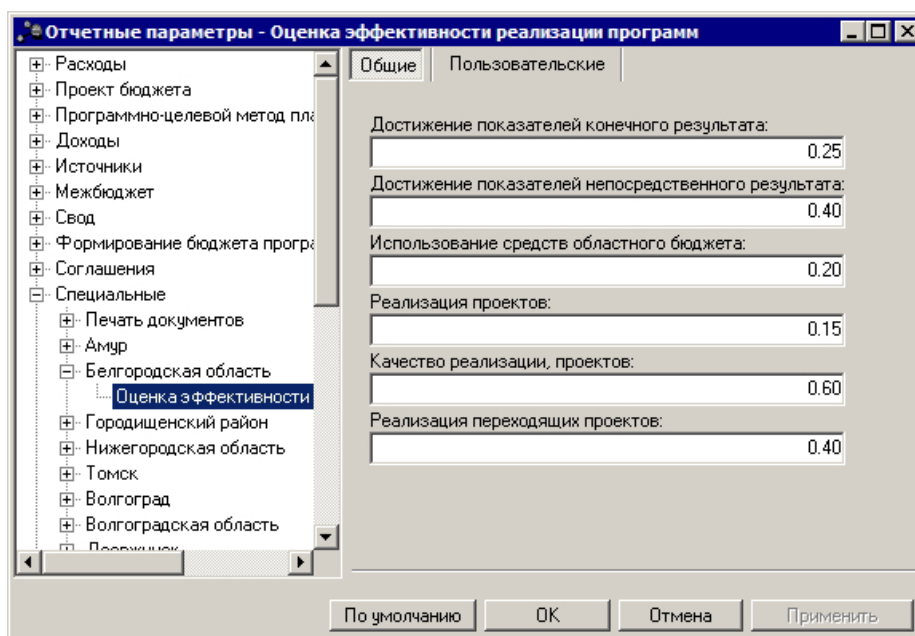 Отчетные параметры - Оценка эффективности реализации программ
Расходы
Проект бюджета
Программно-целевой метод пла
Доходы
Источники
Межбюджет
Свод
Формирование бюджета програ
Соглашения
Специальные
Печать документов
Амур
Белгородская область
Оценка эффективности
Городищенский район
Нижегородская область
Томск
Волгоград
Волгоградская область
Общие
Пользовательские
Достижение показателей конечного результата:
0.25
Достижение показателей непосредственного результата:
0.40
Использование средств областного бюджета:
0.20
Реализация проектов:
0.15
Качество реализации, проектов:
0.60
Реализация переходящих проектов:
0.40
По умолчанию
OK
Отмена
Применить